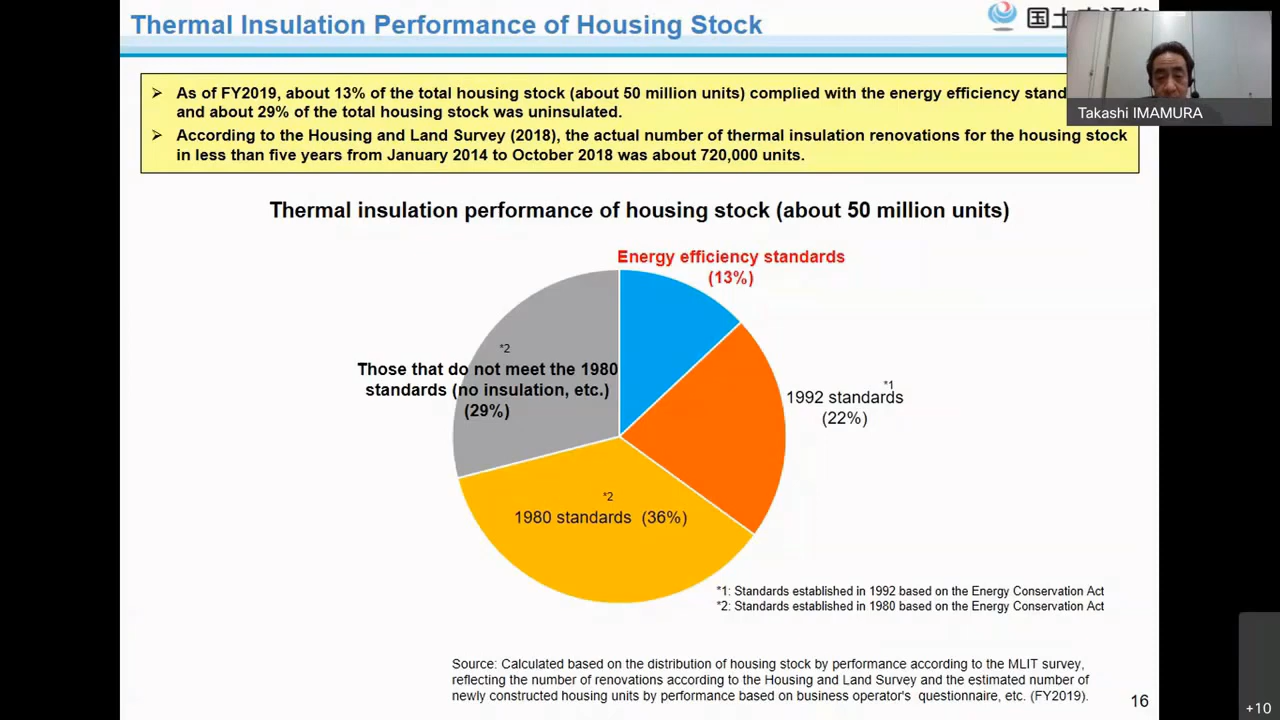 Thermal Insulation Performance of Housing Stock
国土交通省
Takashi IMAMURA
➢ As of FY2019, about 13% of the total housing stock (about 50 million units) complied with the energy efficiency
and about 29% of the total housing stock was uninsulated.
➢ According to the Housing and Land Survey (2018), the actual number of thermal insulation renovations for the housing stock
in less than five years from January 2014 to October 2018 was about 720,000 units.
Thermal insulation performance of housing stock (about 50 million units)
Energy efficiency standards
(13%)
*2
Those that do not meet the 1980
standards (no insulation, etc.)
(29%)
*1
1992 standards
(22%)
*2
1980 standards (36%)
*1: Standards established in 1992 based on the Energy Conservation Act
*2: Standards established in 1980 based on the Energy Conservation Act
Source: Calculated based on the distribution of housing stock by performance according to the MLIT survey,
reflecting the number of renovations according to the Housing and Land Survey and the estimated number of
newly constructed housing units by performance based on business operator's questionnaire, etc. (FY2019).
16
+10